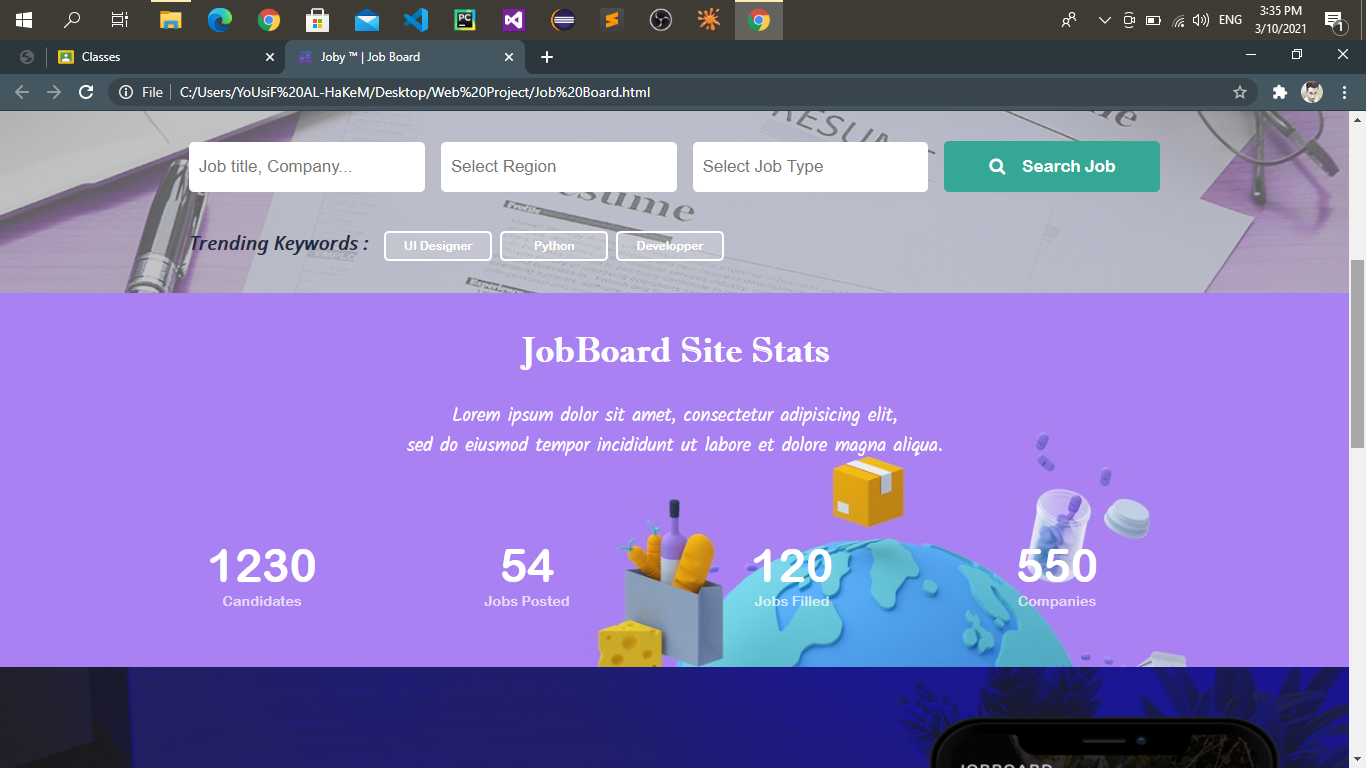 3:35 PM
ENG
3/10/2021
1
Classes
Joby ™ | Job Board
File
C:/Users/YoUsiF%20AL-HaKeM/Desktop/Web%20Project/Job%20Board.html
RESUME
Resume
Profile
Job title, Company...
Select Region
Select Job Type
Search Job
Trending Keywords :
UI Designer
Python
Developper
JobBoard Site Stats
Lorem ipsum dolor sit amet, consectetur adipisicing elit,
sed do eiusmod tempor incididunt ut labore et dolore magna aliqua.
1230
54
120
550
Candidates
Jobs Posted
Jobs Filled
Companies
JOBBOARD